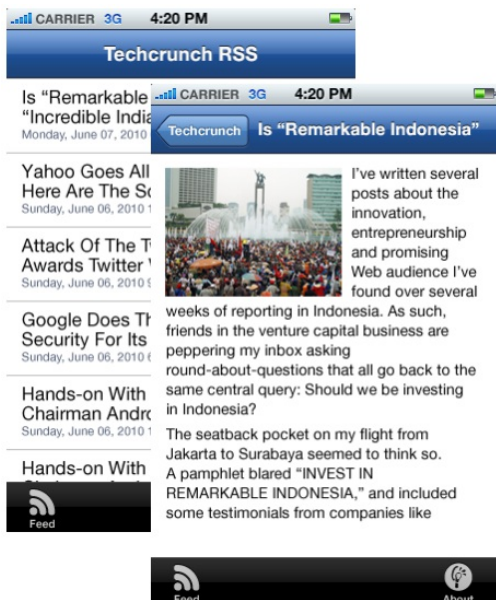 CARRIER 3G 4:20 PM
Techcrunch RSS
Is “Remarkable
“Incredible India
Monday, June 07, 2010
Yahoo Goes All
Here Are The
Sunday, June 06, 2010
Attack Of The
Awards Twitter
Sunday, June 06, 2010
Google Does
Security For Its
Sunday, June 06, 2010
Hands-on With
Chairman
Sunday, June 06, 2010
Hands-on With
Feed
CARRIER 3G 4:20 PM
Techcrunch Is “Remarkable Indonesia”
I’ve written several
posts about the
innovation,
entrepreneurship
and promising
Web audience I’ve
found over several
weeks of reporting in Indonesia. As such,
friends in the venture capital business are
peppering my inbox asking
round-about-questions that all go back to the
same central query: Should we be investing
in Indonesia?
The seatback pocket on my flight from
Jakarta to Surabaya seemed to think so.
A pamphlet blared “INVEST IN
REMARKABLE INDONESIA,” and included
some testimonials from companies like
Feed About